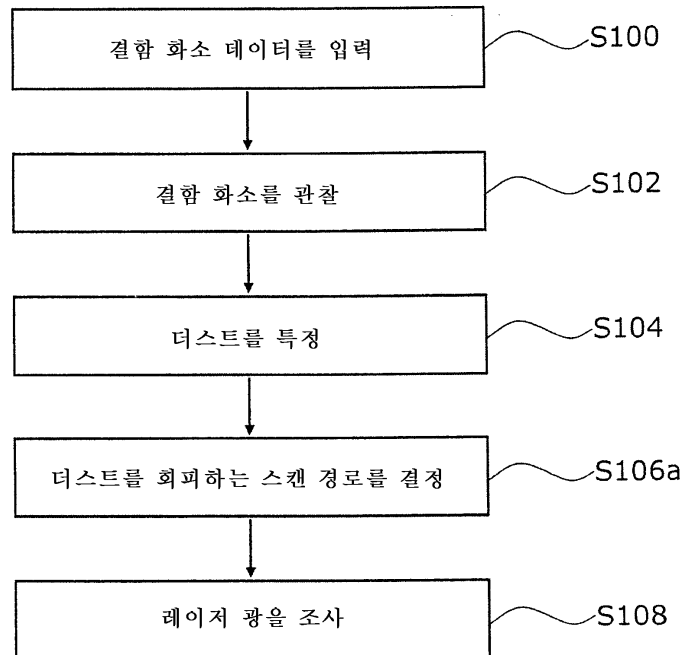 결함 화소 데이터를 입력
S100
결함 화소를 관찰
S102
더스트를 특정
S104
더스트를 회피하는 스캔 경로를 결정
S106a
레이저 광을 조사
S108